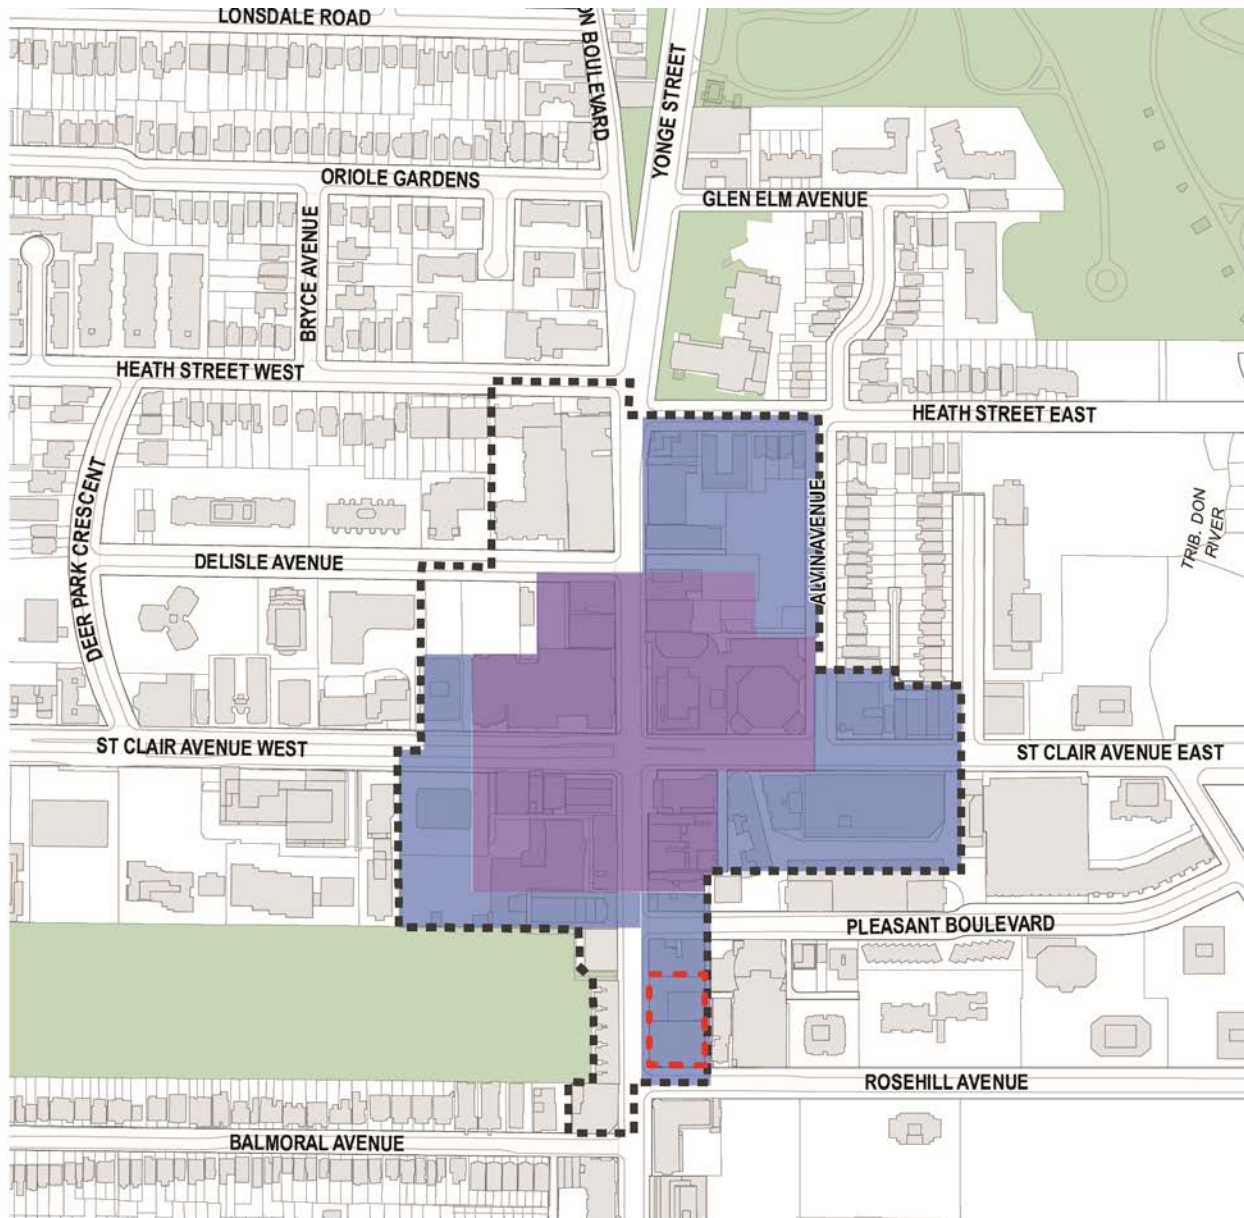 LONSDALE ROAD
ON BOULEVARD
YONGE STREET
ORIOLE GARDENS
GLEN ELM AVENUE
BRYCE AVENUE
HEATH STREET WEST
HEATH STREET EAST
DEER PARK CRESCENT
ALVIN AVENUE
TRIB. DON
RIVER
DELISLE AVENUE
ST CLAIR AVENUE WEST
ST CLAIR AVENUE EAST
PLEASANT BOULEVARD
ROSEHILL AVENUE
BALMORAL AVENUE